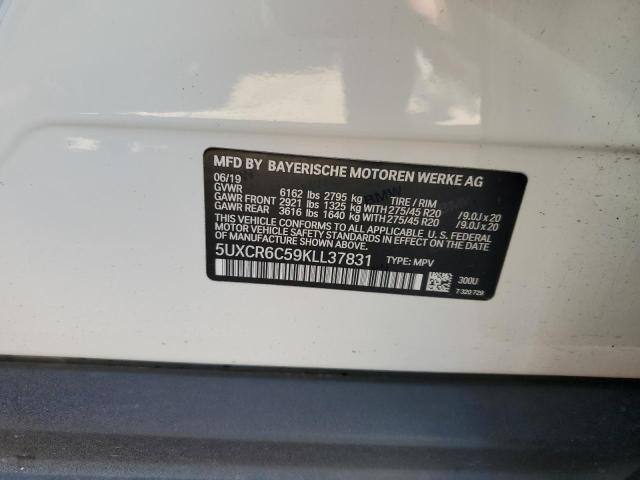 MFD BY BAYERISCHE MOTOREN WERKE AG
06/19
GVWR 6162 lbs 2795 kg TIRE / RIM
GAWR FRONT 2921 lbs 1325 kg WITH 275/45 R20 /9.0J x 20
GAWR REAR 3616 lbs 1640 kg WITH 275/45 R20 /9.0J x 20
THIS VEHICLE CONFORMS TO ALL APPLICABLE U.S. FEDERAL
MOTOR VEHICLE SAFETY STANDARDS IN EFFECT ON THE
DATE OF MANUFACTURE SHOWN ABOVE.
5UXCR6C59KLL37831 TYPE: MPV
300U
7 320 729